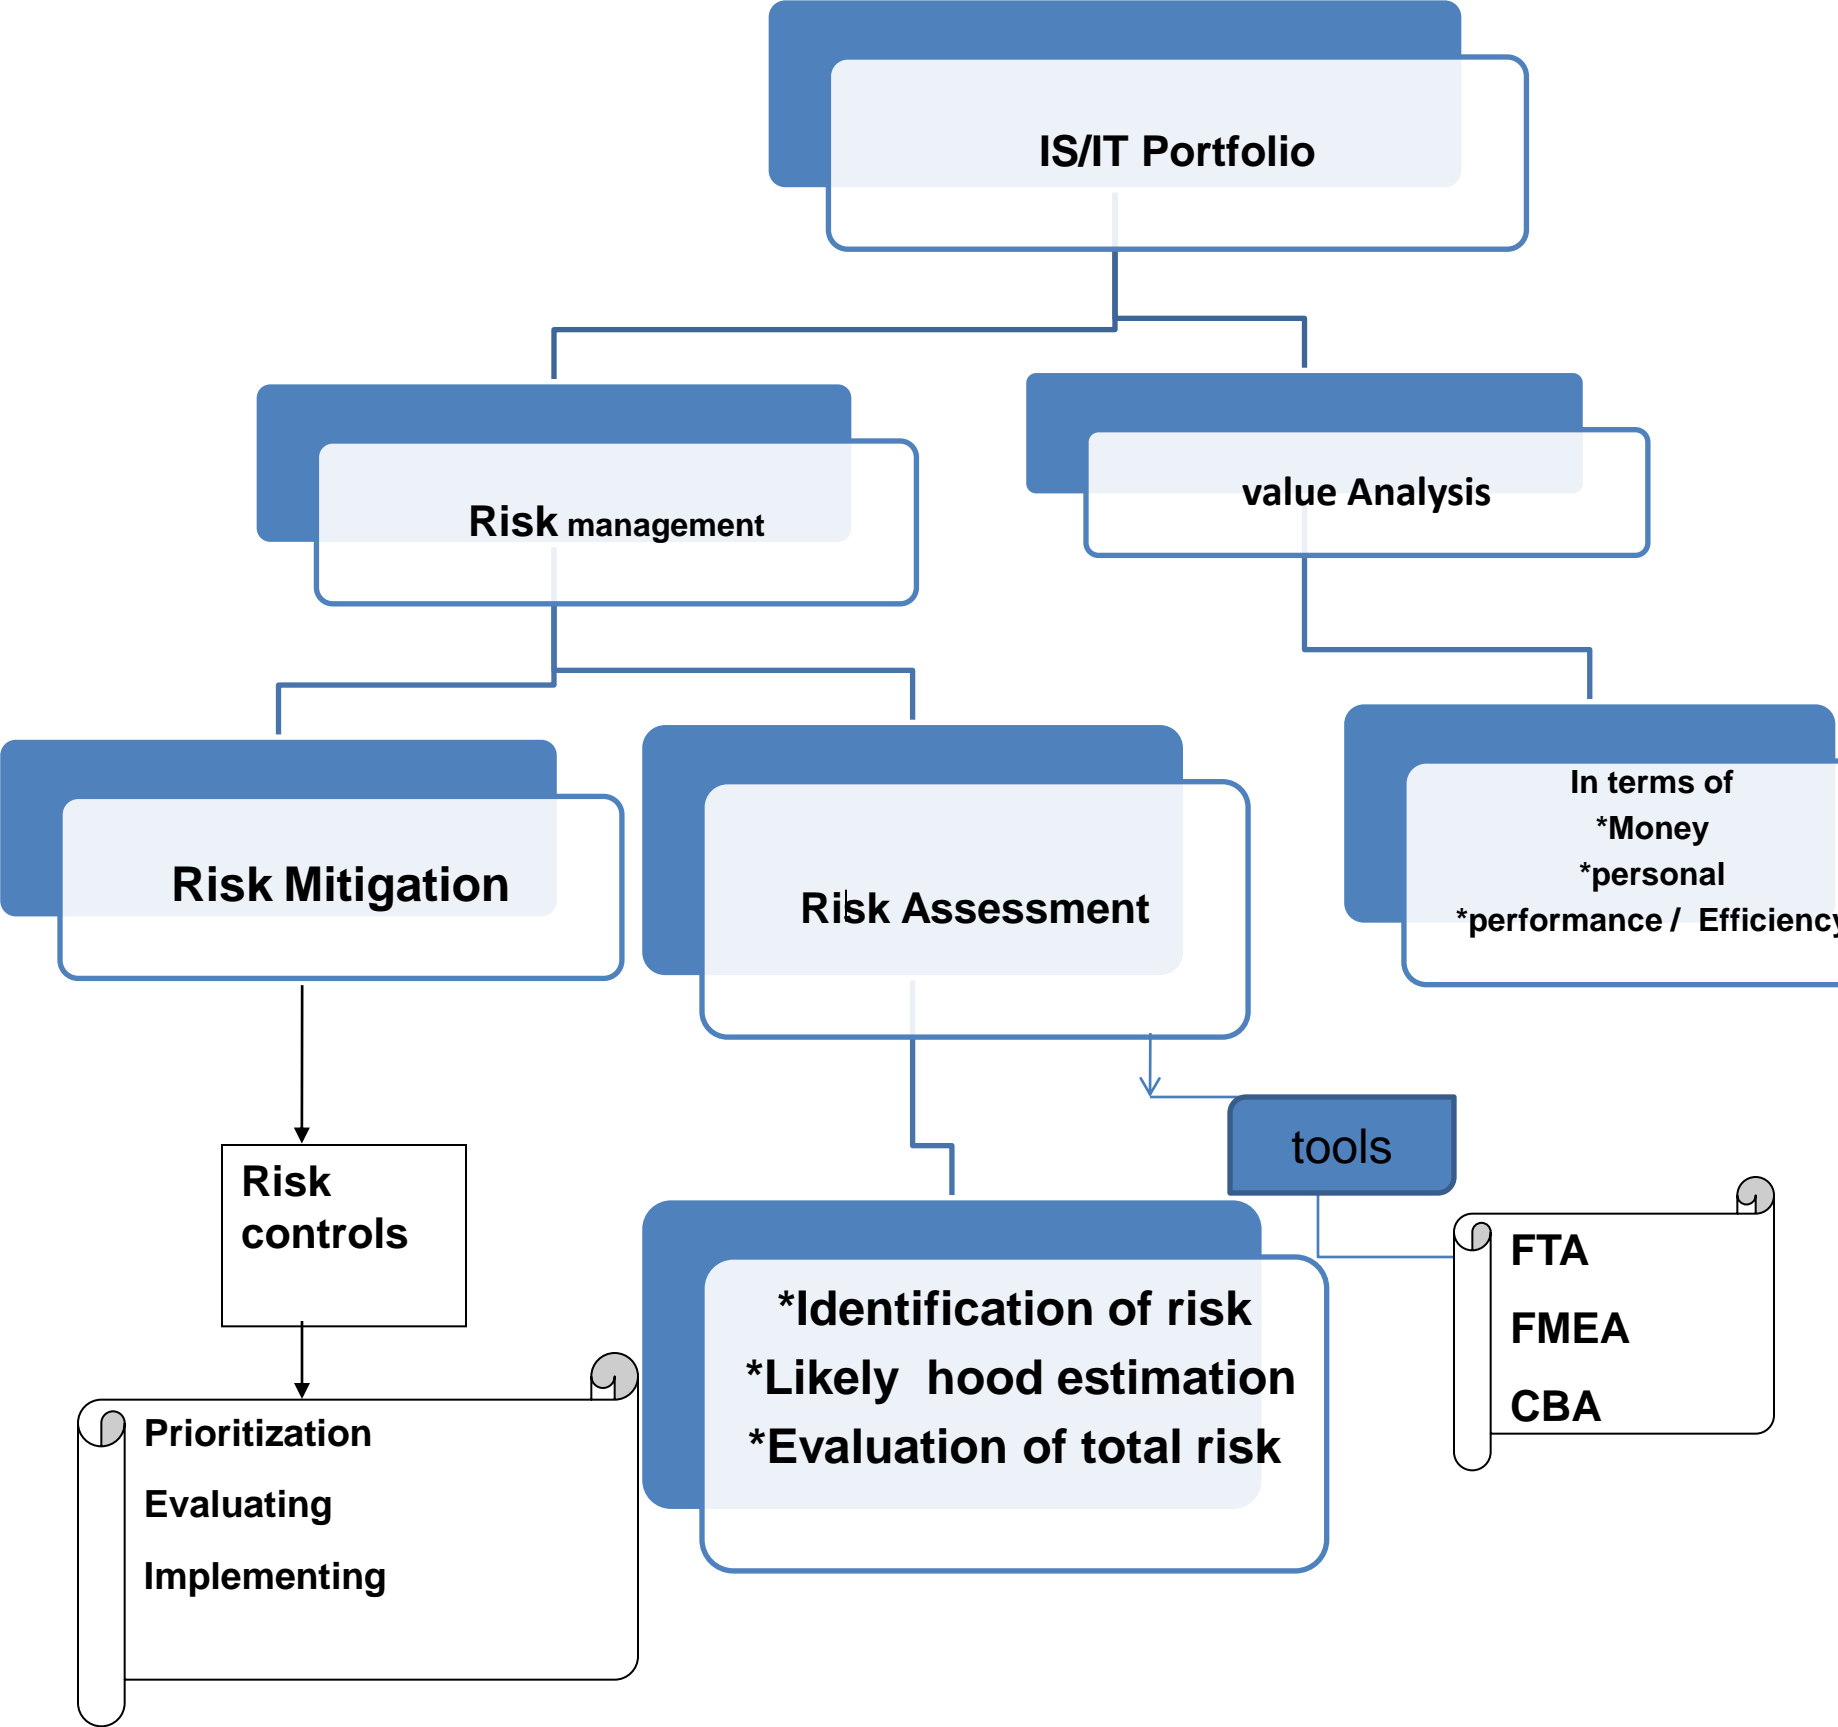 IS/IT Portfolio
Risk management
value Analysis
Risk Mitigation
Risk Assessment
In terms of
*Money
*personal
*performance / Efficiency
Risk
controls
tools
Prioritization
Evaluating
Implementing
*Identification of risk
*Likely  hood estimation
*Evaluation of total risk
FTA
FMEA
CBA